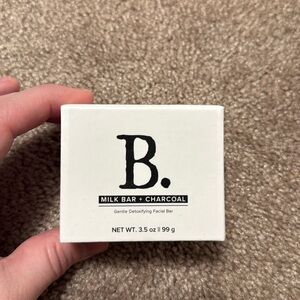 B.
MILK BAR + CHARCOAL
Gentle Detoxifying Facial Bar
NET WT. 3.5 oz || 99 g